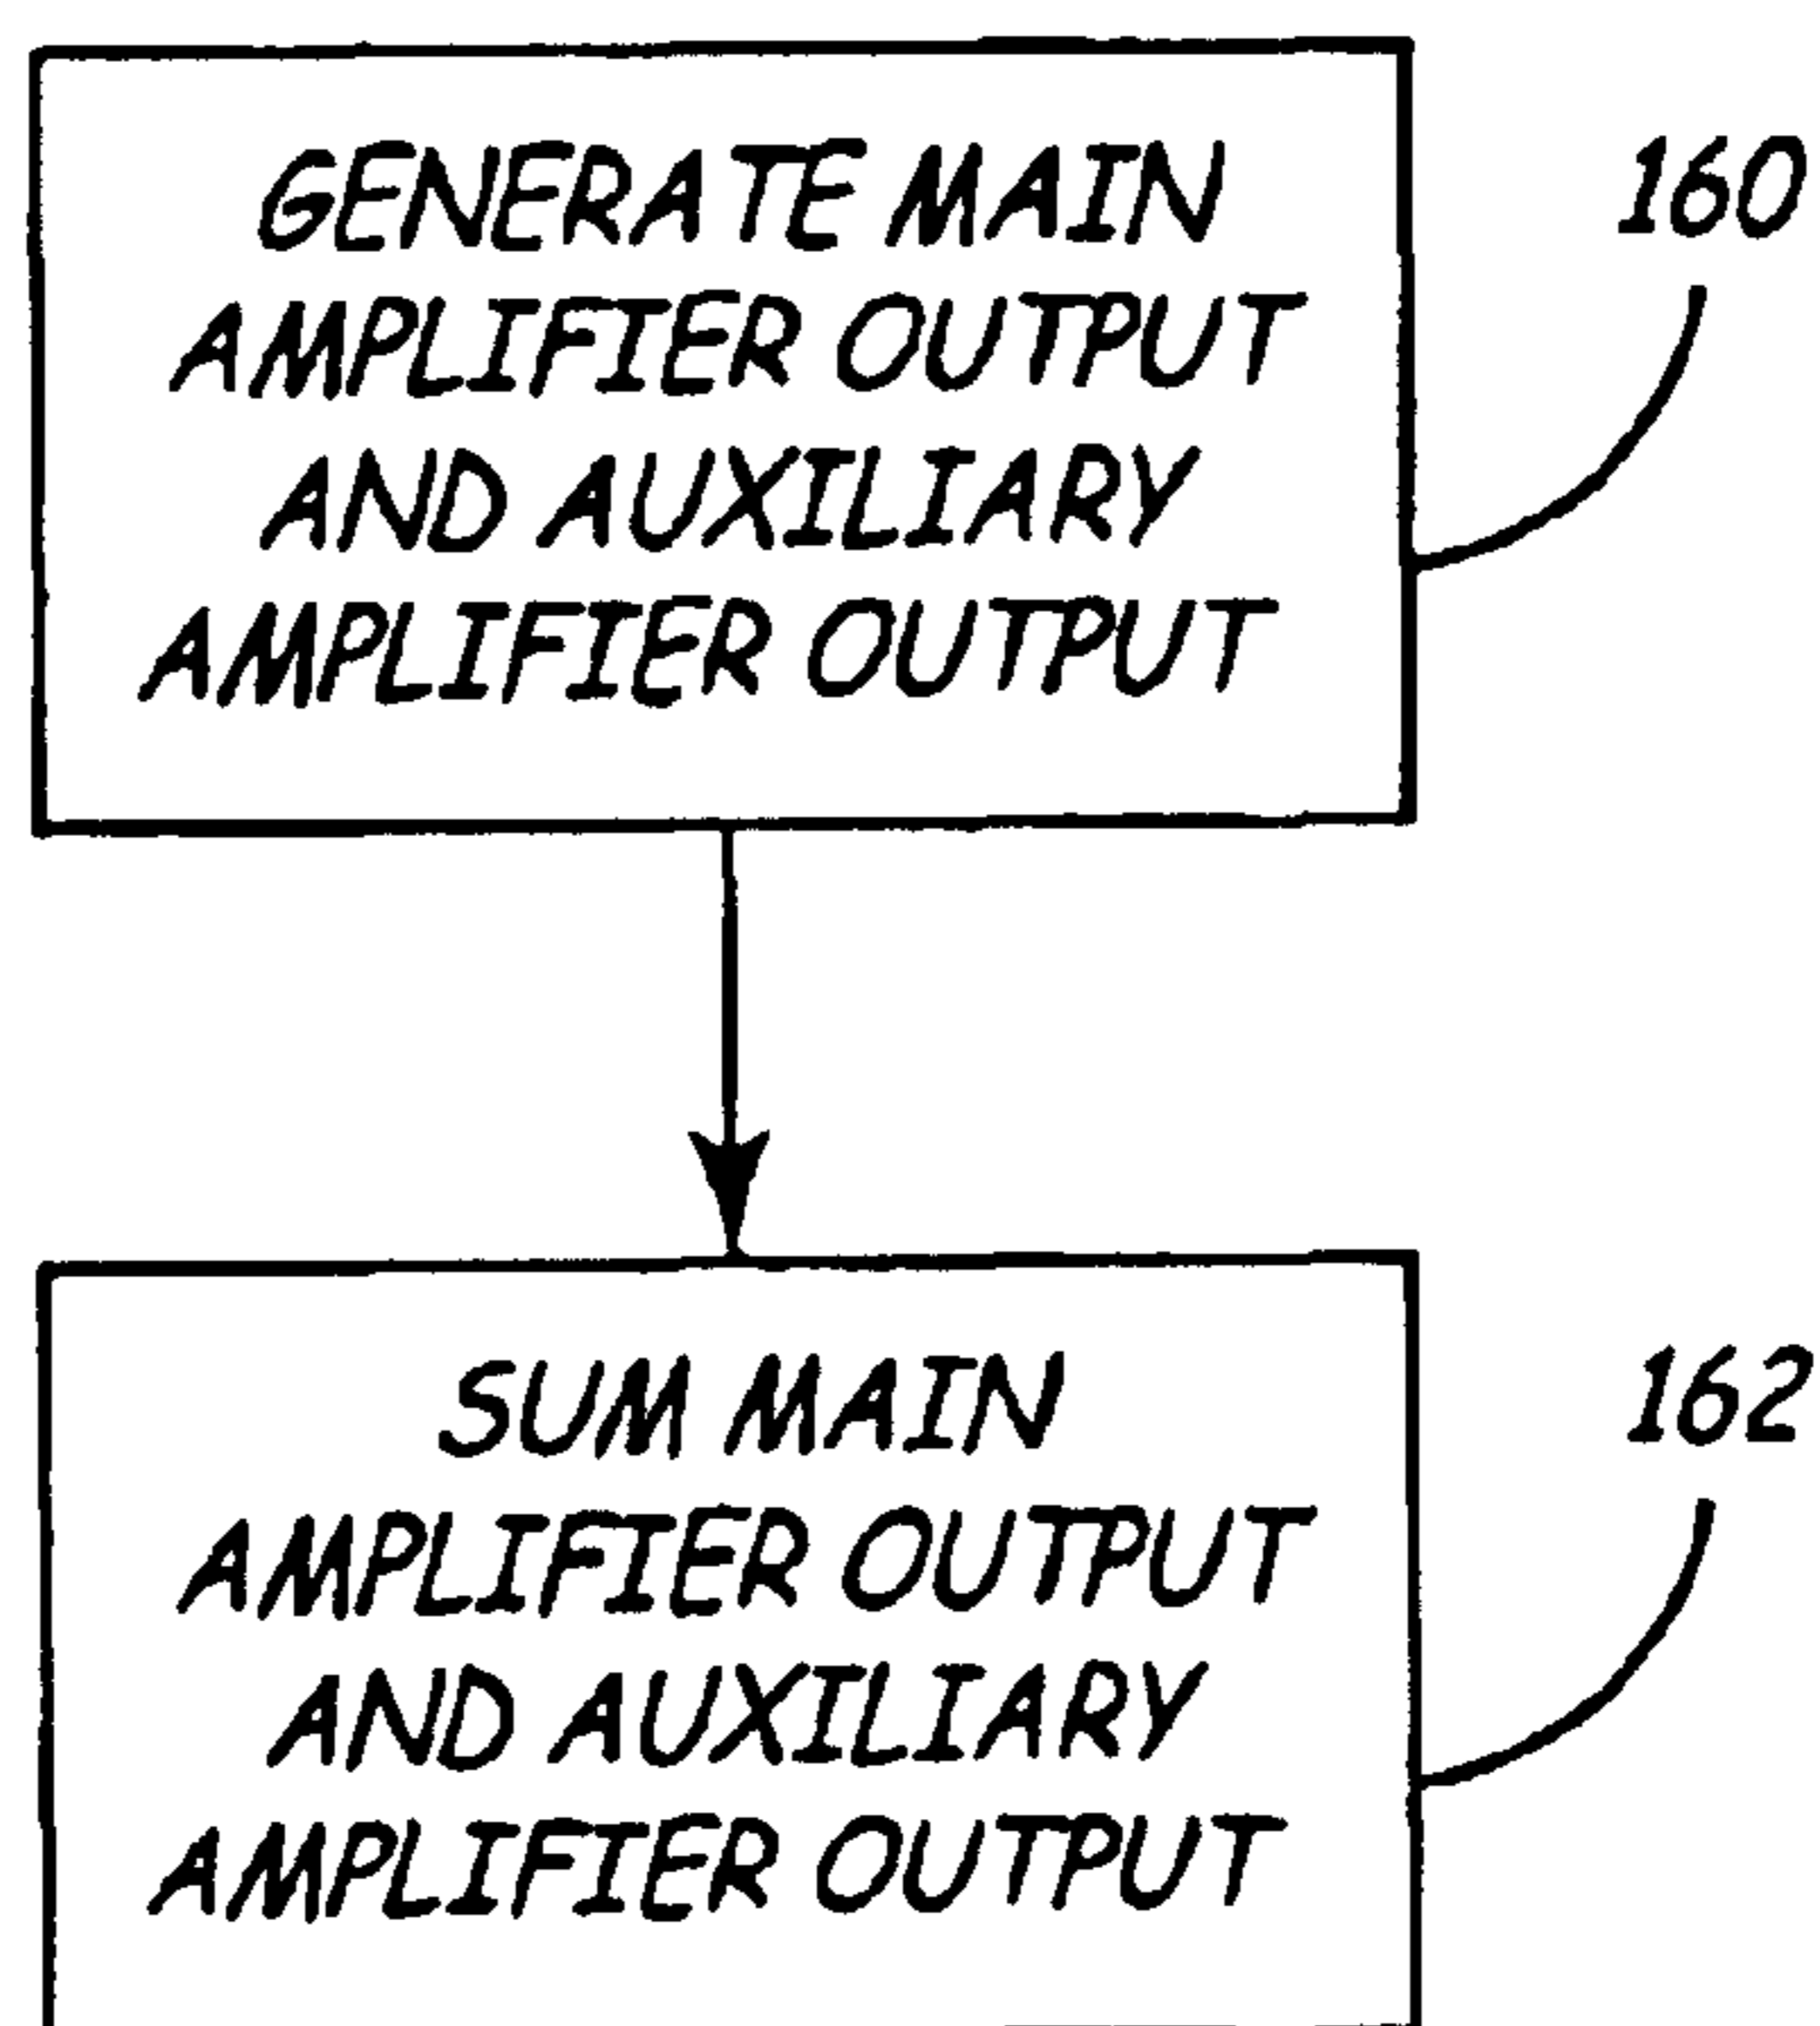 GENERATE MAIN
AMPLIFIER OUTPUT
AND AUXILIARY
AMPLIFIER OUTPUT
160
SUM MAIN
AMPLIFIER OUTPUT
AND AUXILIARY
AMPLIFIER OUTPUT
162